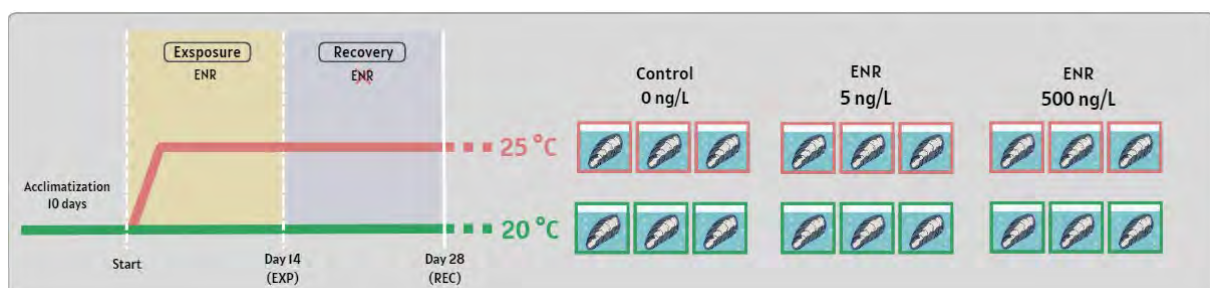 Exsposure
ENR
Recovery
ENR
Control
0 ng/L
ENR
5 ng/L
ENR
500 ng/L
25 °C
Acclimatization
10 days
20 °C
Start
Day 14
(EXP)
Day 28
(REC)